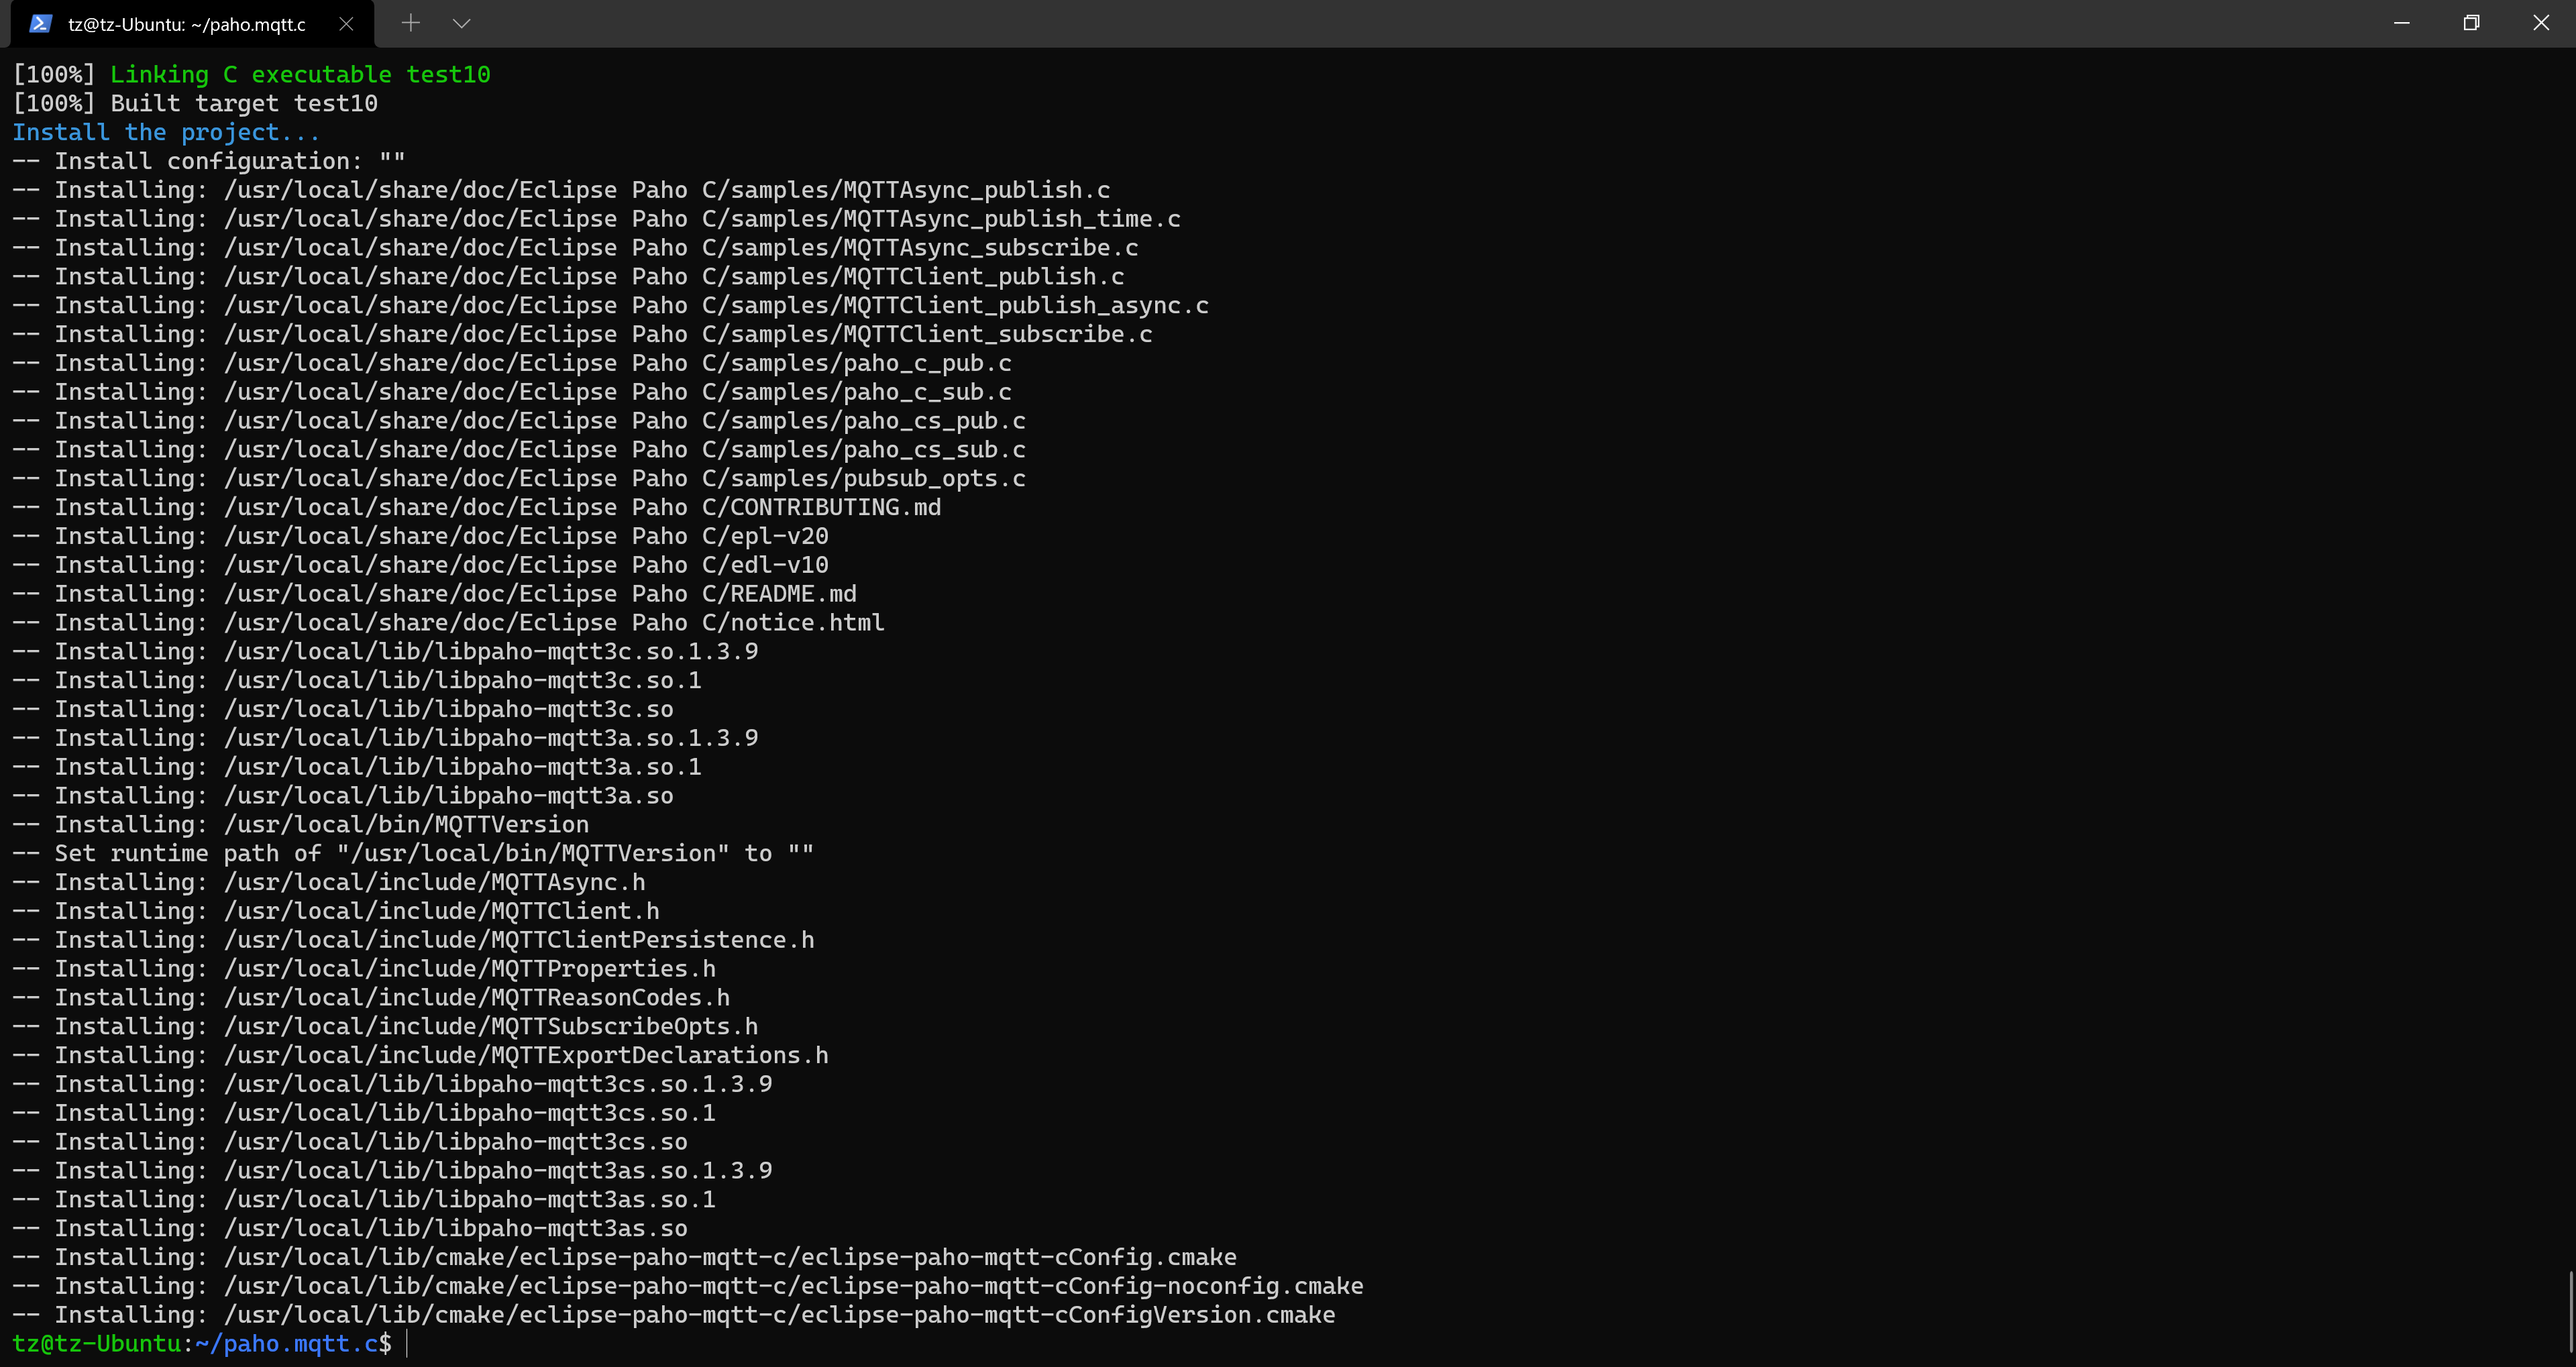 tz@tz-Ubuntu: ~/paho.mqtt.c
[100%] Linking C executable test10
[100%] Built target test10
Install the project...
-- Install configuration: ""
-- Installing: /usr/local/share/doc/Eclipse Paho C/samples/MQTTAsync_publish.c
-- Installing: /usr/local/share/doc/Eclipse Paho C/samples/MQTTAsync_publish_time.c
-- Installing: /usr/local/share/doc/Eclipse Paho C/samples/MQTTAsync_subscribe.c
-- Installing: /usr/local/share/doc/Eclipse Paho C/samples/MQTTClient_publish.c
-- Installing: /usr/local/share/doc/Eclipse Paho C/samples/MQTTClient_publish_async.c
-- Installing: /usr/local/share/doc/Eclipse Paho C/samples/MQTTClient_subscribe.c
-- Installing: /usr/local/share/doc/Eclipse Paho C/samples/paho_c_pub.c
-- Installing: /usr/local/share/doc/Eclipse Paho C/samples/paho_c_sub.c
-- Installing: /usr/local/share/doc/Eclipse Paho C/samples/paho_cs_pub.c
-- Installing: /usr/local/share/doc/Eclipse Paho C/samples/paho_cs_sub.c
-- Installing: /usr/local/share/doc/Eclipse Paho C/samples/pubsub_opts.c
-- Installing: /usr/local/share/doc/Eclipse Paho C/CONTRIBUTING.md
-- Installing: /usr/local/share/doc/Eclipse Paho C/epl-v20
-- Installing: /usr/local/share/doc/Eclipse Paho C/edl-v10
-- Installing: /usr/local/share/doc/Eclipse Paho C/README.md
-- Installing: /usr/local/share/doc/Eclipse Paho C/notice.html
-- Installing: /usr/local/lib/libpaho-mqtt3c.so.1.3.9
-- Installing: /usr/local/lib/libpaho-mqtt3c.so.1
-- Installing: /usr/local/lib/libpaho-mqtt3c.so
-- Installing: /usr/local/lib/libpaho-mqtt3a.so.1.3.9
-- Installing: /usr/local/lib/libpaho-mqtt3a.so.1
-- Installing: /usr/local/lib/libpaho-mqtt3a.so
-- Installing: /usr/local/bin/MQTTVersion
-- Set runtime path of "/usr/local/bin/MQTTVersion" to ""
-- Installing: /usr/local/include/MQTTAsync.h
-- Installing: /usr/local/include/MQTTClient.h
-- Installing: /usr/local/include/MQTTClientPersistence.h
-- Installing: /usr/local/include/MQTTProperties.h
-- Installing: /usr/local/include/MQTTReasonCodes.h
-- Installing: /usr/local/include/MQTTSubscribeOpts.h
-- Installing: /usr/local/include/MQTTExportDeclarations.h
-- Installing: /usr/local/lib/libpaho-mqtt3cs.so.1.3.9
-- Installing: /usr/local/lib/libpaho-mqtt3cs.so.1
-- Installing: /usr/local/lib/libpaho-mqtt3cs.so
-- Installing: /usr/local/lib/libpaho-mqtt3as.so.1.3.9
-- Installing: /usr/local/lib/libpaho-mqtt3as.so.1
-- Installing: /usr/local/lib/libpaho-mqtt3as.so
-- Installing: /usr/local/lib/cmake/eclipse-paho-mqtt-c/eclipse-paho-mqtt-cConfig.cmake
-- Installing: /usr/local/lib/cmake/eclipse-paho-mqtt-c/eclipse-paho-mqtt-cConfig-noconfig.cmake
-- Installing: /usr/local/lib/cmake/eclipse-paho-mqtt-c/eclipse-paho-mqtt-cConfigVersion.cmake
tz@tz-Ubuntu:~/paho.mqtt.c$